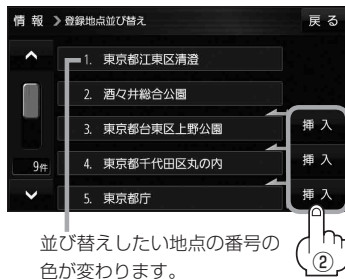 情 報 登録地点並び替え 戻 る
1. 東京都江東区清澄
2. 酒々井総合公園
3. 東京都台東区上野公園 挿 入
9件 4. 東京都千代田区丸の内 挿 入
5. 東京都庁 挿 入
並び替えしたい地点の番号の
色が変わります。
②